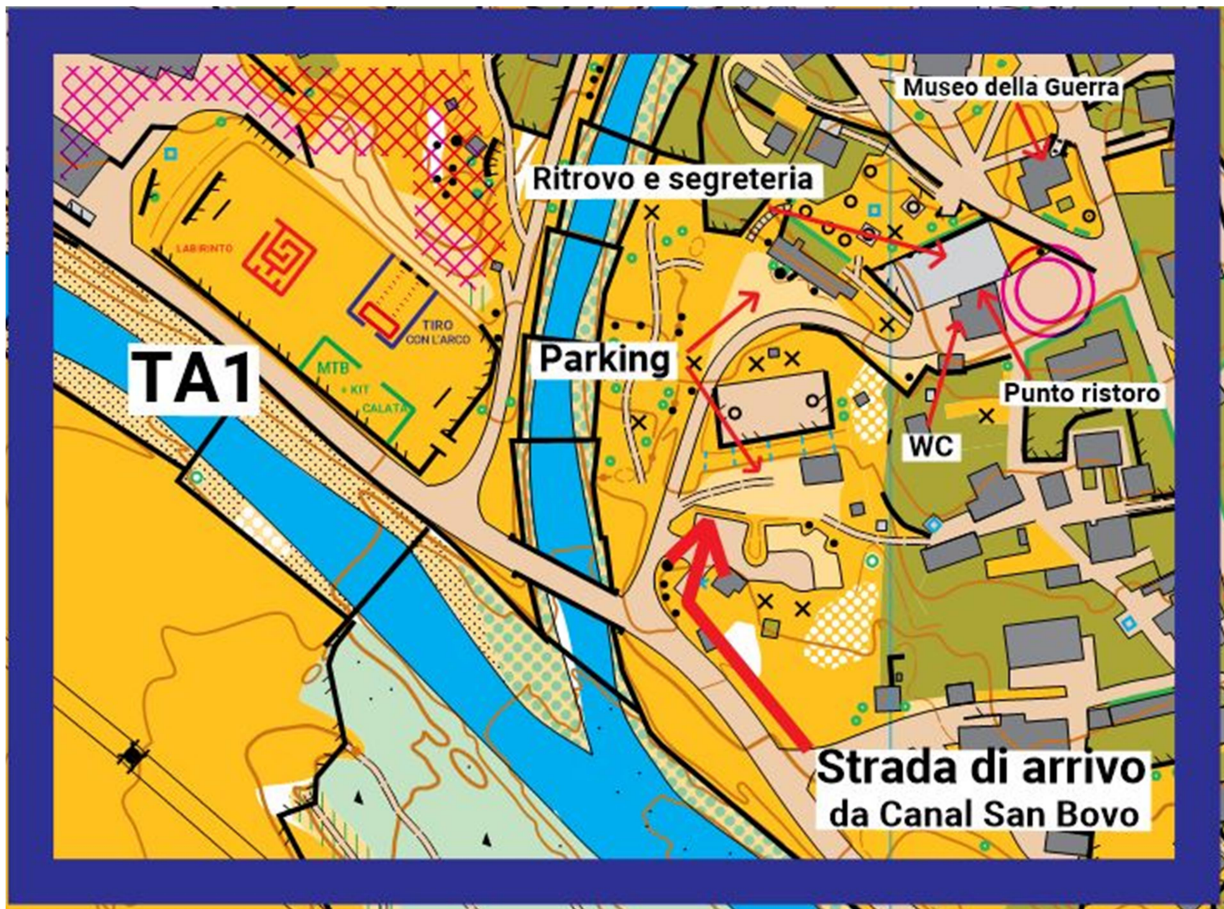 Museo della Guerra
Ritrovo e segreteria
LABIRINTO
TIRO
CON L'ARCO
TA1
MTB
+ KIT
CALATA
Parking
Punto ristoro
WC
Strada di arrivo
da Canal San Bovo